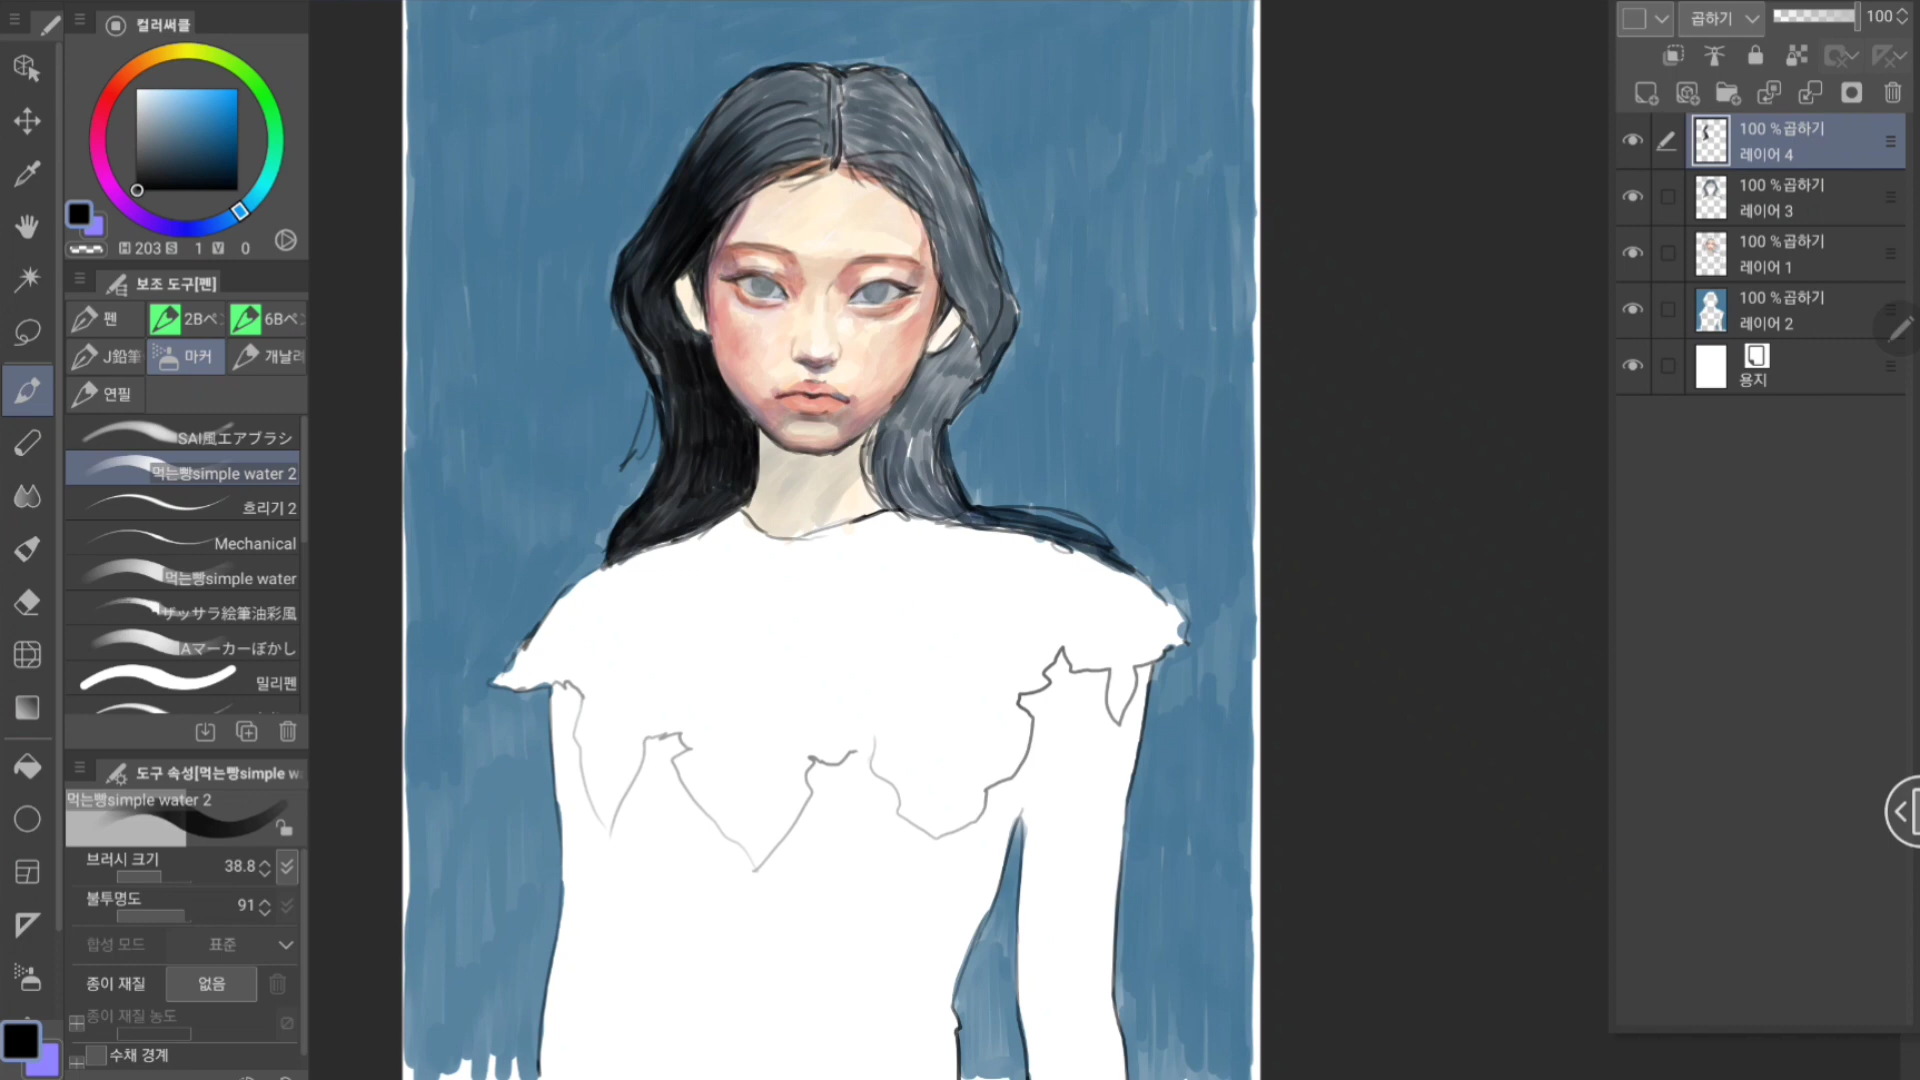 컬러써클
H 203 S 1 V 0
보조 도구[펜]
펜
2Bペ
6Bペ
J鉛筆
마커
개날려
연필
SAI風エアブラシ
먹는빵simple water 2
흐리기 2
Mechanical
먹는빵simple water
ザッサラ絵筆油彩風
Aマーカーぼかし
밀리펜
도구 속성[먹는빵simple w
먹는빵simple water 2
브러시 크기 38.8
불투명도 91
합성 모드 표준
종이 재질 없음
종이 재질 농도
수채 경계
곱하기 100
100 %곱하기
레이어 4
100 %곱하기
레이어 3
100 %곱하기
레이어 1
100 %곱하기
레이어 2
용지